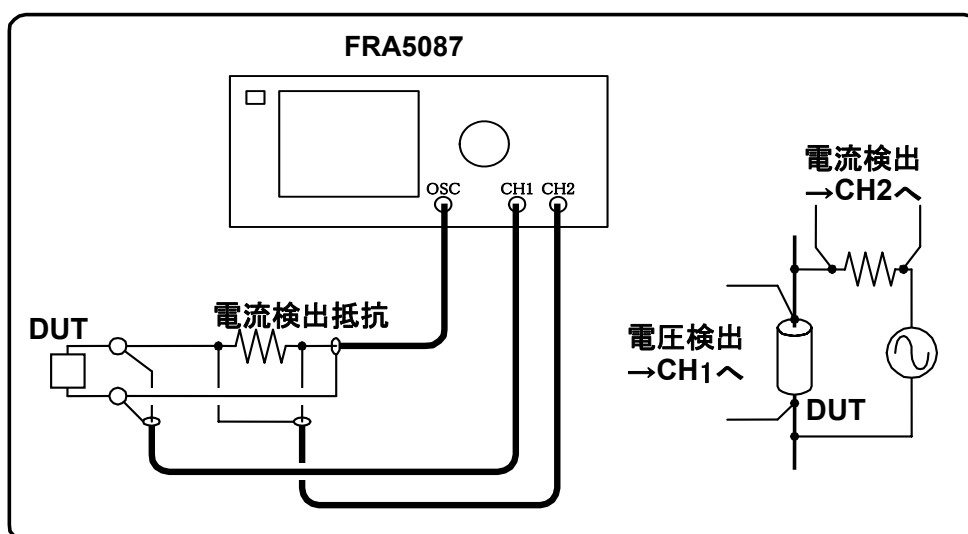 FRA5087
OSC CH1 CH2
電流検出
→CH2へ
DUT
電流検出抵抗
電圧検出
→CH1へ
DUT